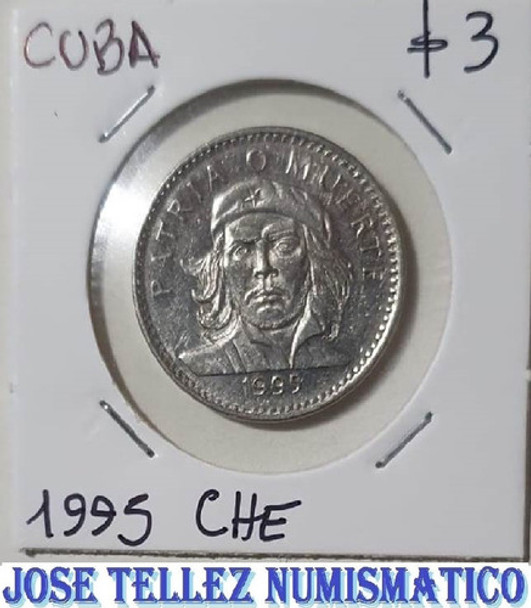 CUBA $3
PATRIA O MUERTE
1995
1995 CHE
JOSE TELLEZ NUMISMATICO